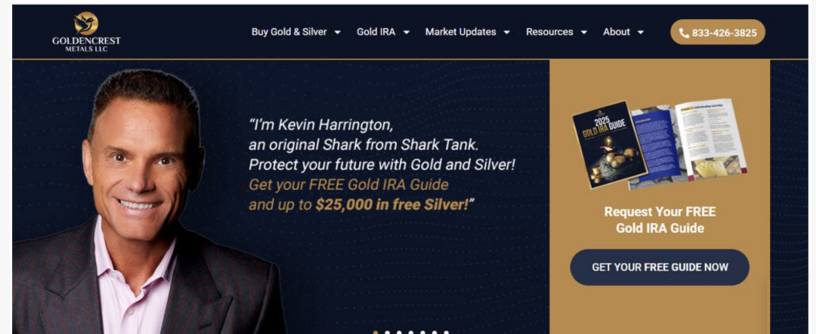 GOLDENCREST
METALS LLC
Buy Gold & Silver
Gold IRA
Market Updates
Resources
About
833-426-3825
“I’m Kevin Harrington,
an original Shark from Shark Tank.
Protect your future with Gold and Silver!
Get your FREE Gold IRA Guide
and up to $25,000 in free Silver!”
2025
GOLD IRA GUIDE
Request Your FREE
Gold IRA Guide
GET YOUR FREE GUIDE NOW